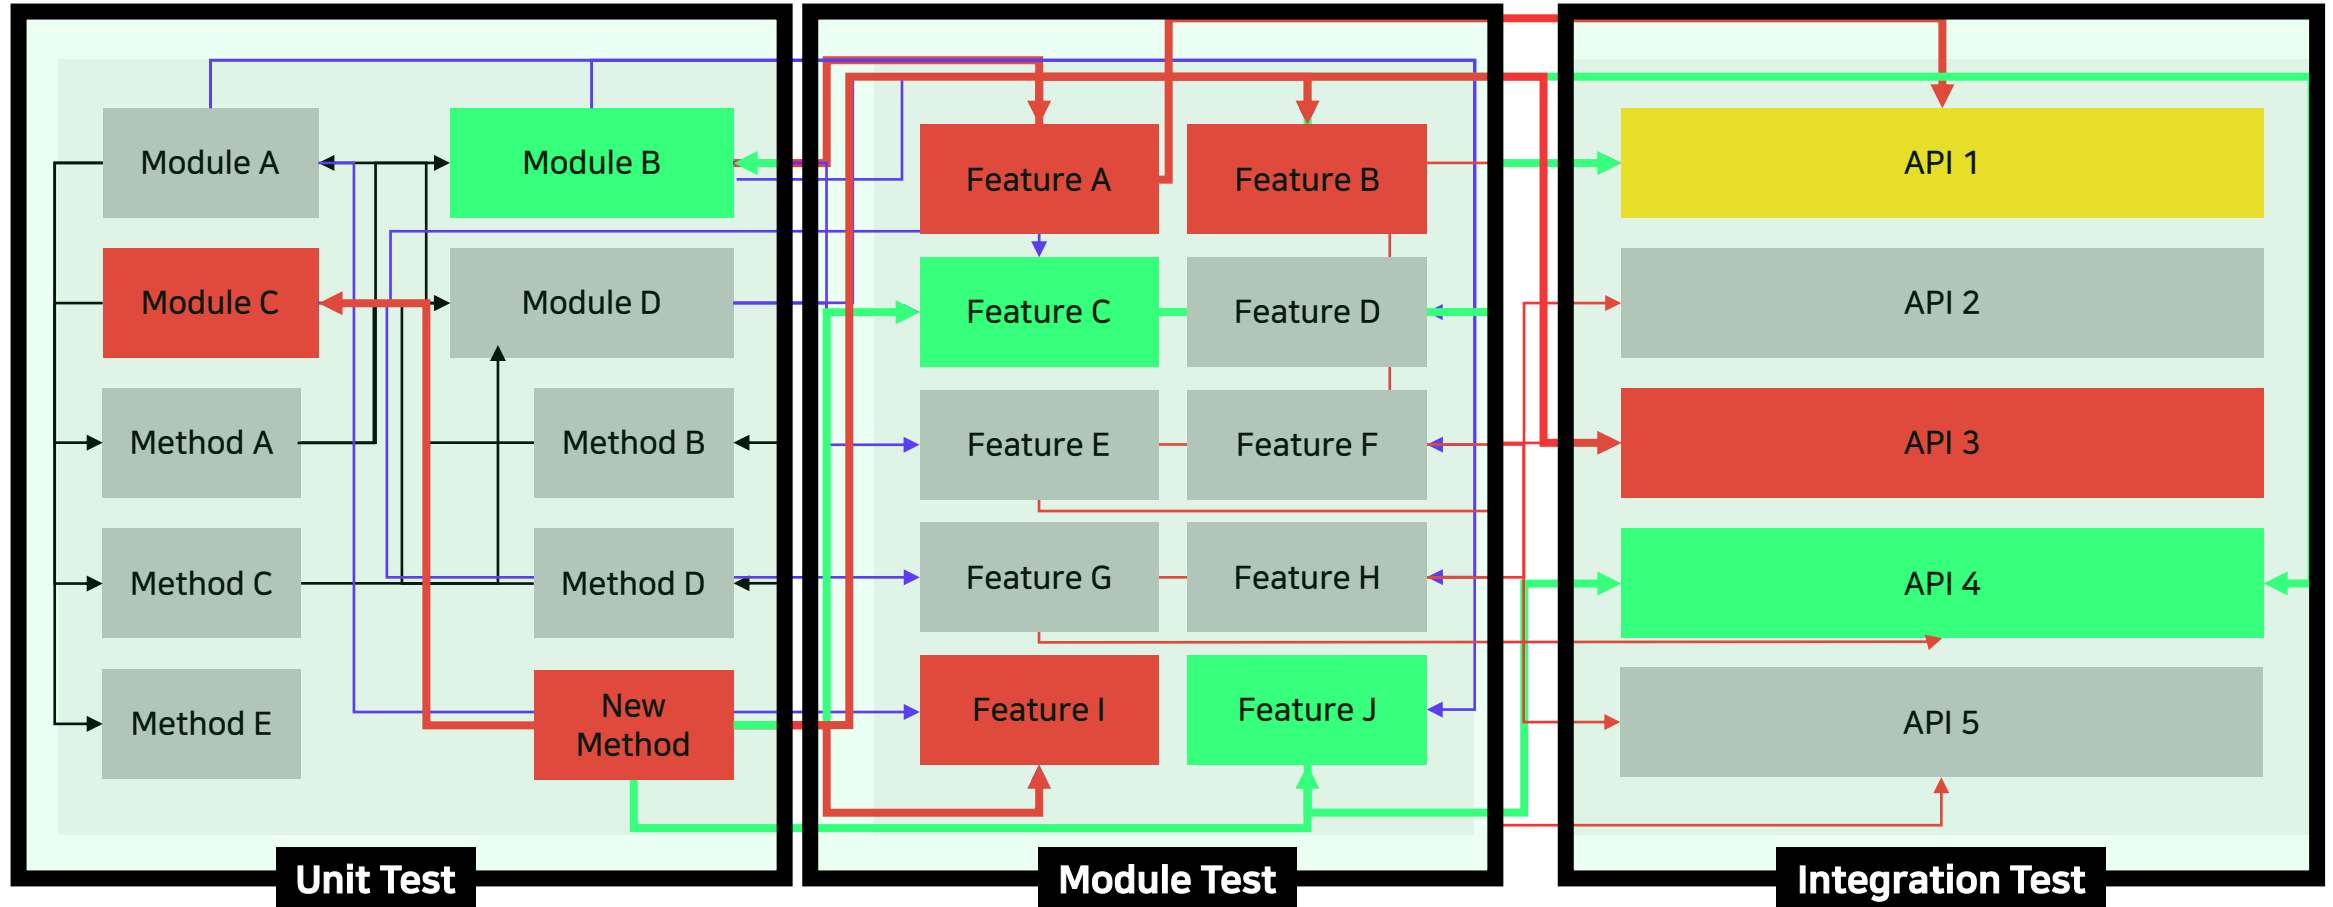 Module A
Module B
Module C
Module D
Method A
Method B
Method C
Method D
Method E
New
Method
Unit Test
Feature A
Feature B
Feature C
Feature D
Feature E
Feature F
Feature G
Feature H
Feature I
Feature J
Module Test
API 1
API 2
API 3
API 4
API 5
Integration Test